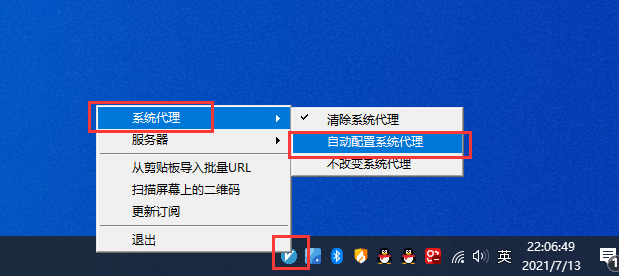 系统代理
服务器
从剪贴板导入批量URL
扫描屏幕上的二维码
更新订阅
退出
清除系统代理
自动配置系统代理
不改变系统代理
英
22:06:49
2021/7/13
1